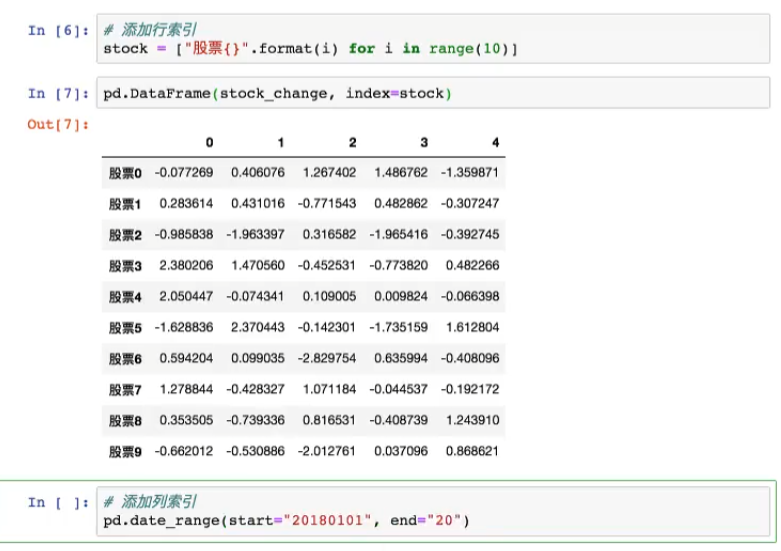 In [6]: # 添加行索引
stock = ["股票{}".format(i) for i in range(10)]
In [7]: pd.DataFrame(stock_change, index=stock)
Out[7]:
0 1 2 3 4
股票0 -0.077269 0.406076 1.267402 1.486762 -1.359871
股票1 0.283614 0.431016 -0.771543 0.482862 -0.307247
股票2 -0.985838 -1.963397 0.316582 -1.965416 -0.392745
股票3 2.380206 1.470560 -0.452531 -0.773820 0.482266
股票4 2.050447 -0.074341 0.109005 0.009824 -0.066398
股票5 -1.628836 2.370443 -0.142301 -1.735159 1.612804
股票6 0.594204 0.099035 -2.829754 0.635994 -0.408096
股票7 1.278844 -0.428327 1.071184 -0.044537 -0.192172
股票8 0.353505 -0.739336 0.816531 -0.408739 1.243910
股票9 -0.662012 -0.530886 -2.012761 0.037096 0.868621
In [ ]: # 添加列索引
pd.date_range(start="20180101", end="20")